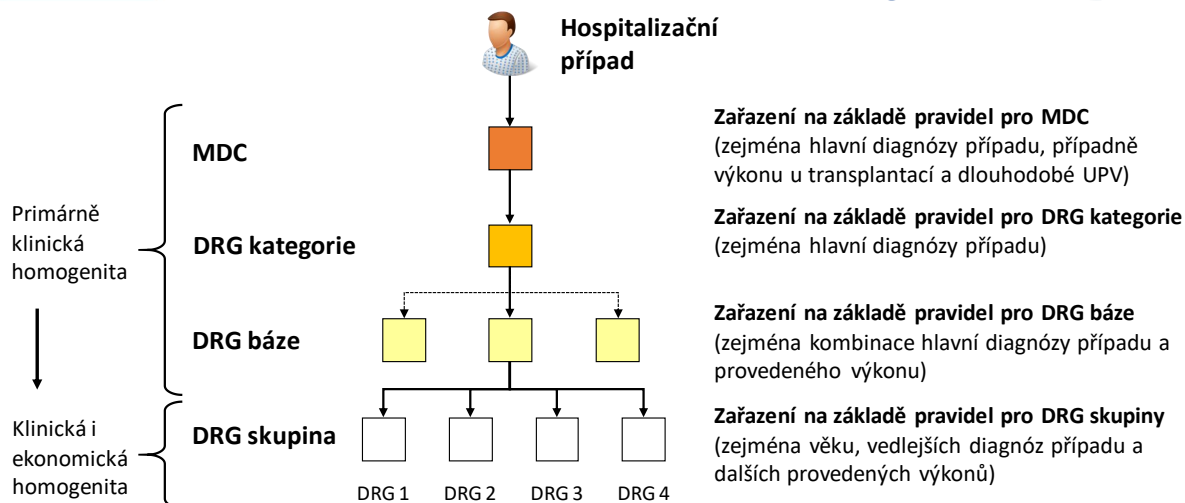 Hospitalizační
případ
MDC
Zařazení na základě pravidel pro MDC
(zejména hlavní diagnózy případu, případně
výkonu u transplantací a dlouhodobé UPV)
Primárně
klinická
homogenita
DRG kategorie
Zařazení na základě pravidel pro DRG kategorie
(zejména hlavní diagnózy případu)
DRG báze
Zařazení na základě pravidel pro DRG báze
(zejména kombinace hlavní diagnózy případu a
provedeného výkonu)
Klinická i
ekonomická
homogenita
DRG skupina
Zařazení na základě pravidel pro DRG skupiny
(zejména věku, vedlejších diagnóz případu a
dalších provedených výkonů)
DRG 1 DRG 2 DRG 3 DRG 4